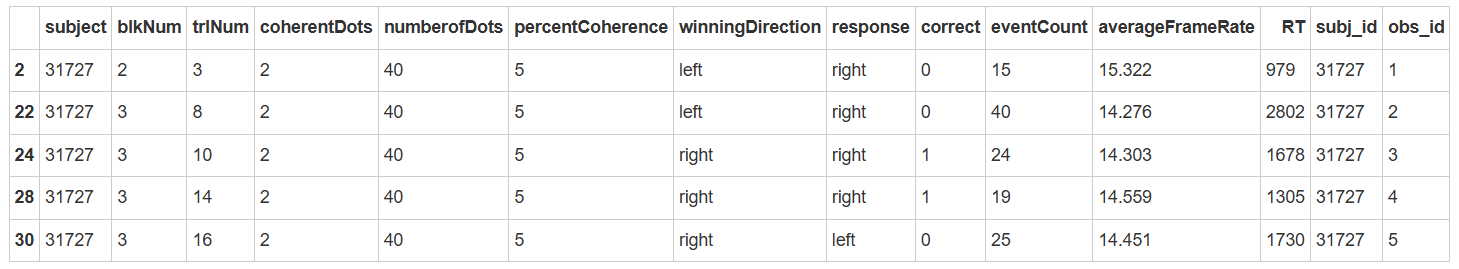 subject blkNum trlNum coherentDots numberofDots percentCoherence winningDirection response correct eventCount averageFrameRate RT subj_id obs_id
2 31727 2 3 2 40 5 left right 0 15 15.322 979 31727 1
22 31727 3 8 2 40 5 left right 0 40 14.276 2802 31727 2
24 31727 3 10 2 40 5 right right 1 24 14.303 1678 31727 3
28 31727 3 14 2 40 5 right right 1 19 14.559 1305 31727 4
30 31727 3 16 2 40 5 right left 0 25 14.451 1730 31727 5